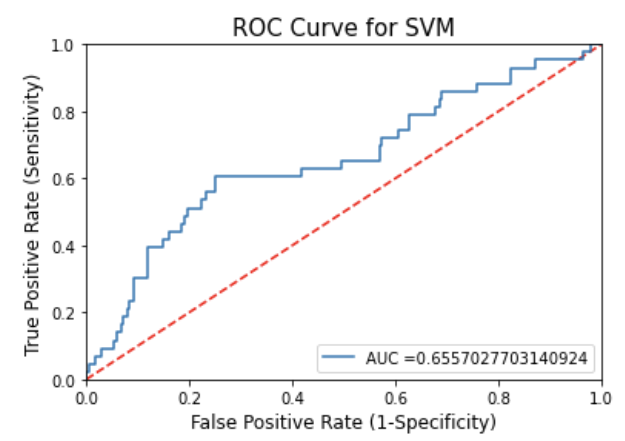 ROC Curve for SVM
True Positive Rate (Sensitivity)
1.0
0.8
0.6
0.4
0.2
0.0
AUC =0.6557027703140924
0.0 0.2 0.4 0.6 0.8 1.0
False Positive Rate (1-Specificity)